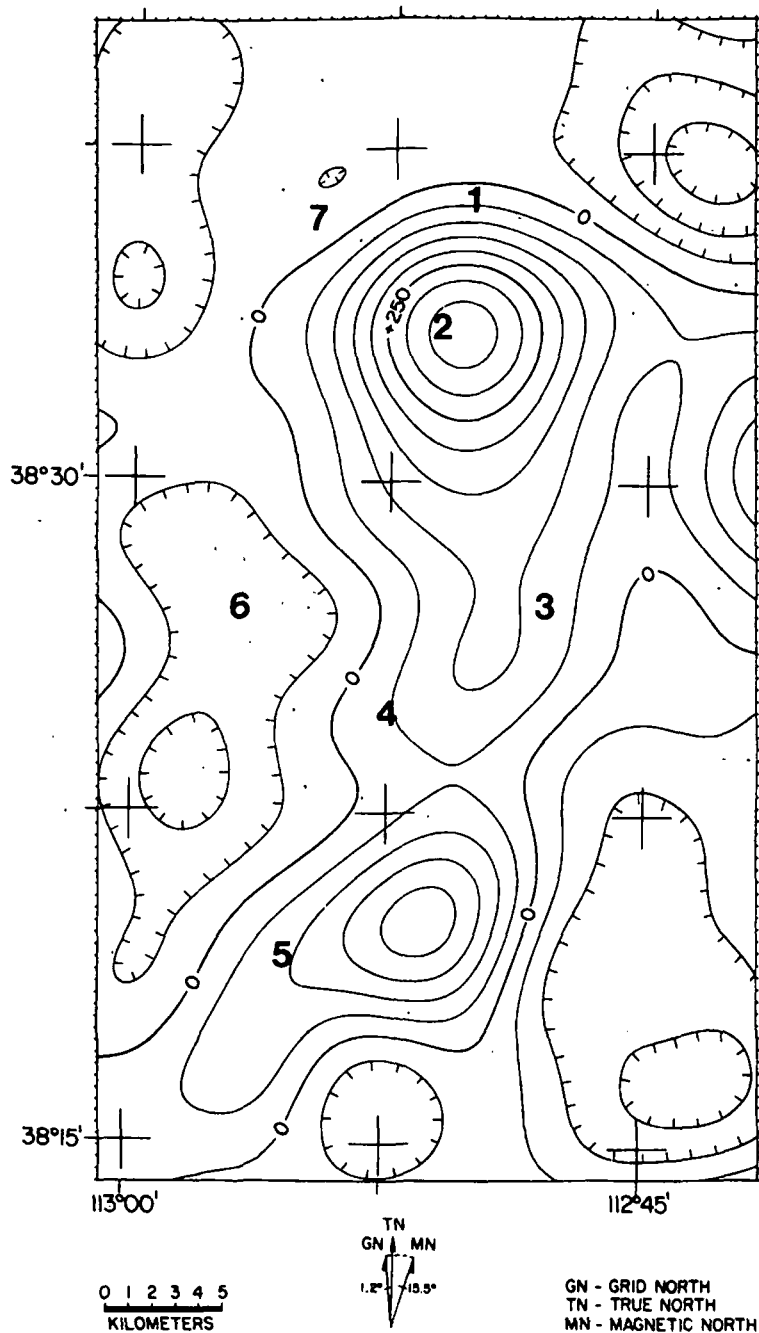 1
0
7
0
+250
2
38°30'
0
6
3
0
4
0
5
0
0
38°15'
113°00'
112°45'
TN
GN MN
1.2° 15.5°
0 1 2 3 4 5
KILOMETERS
GN - GRID NORTH
TN - TRUE NORTH
MN - MAGNETIC NORTH